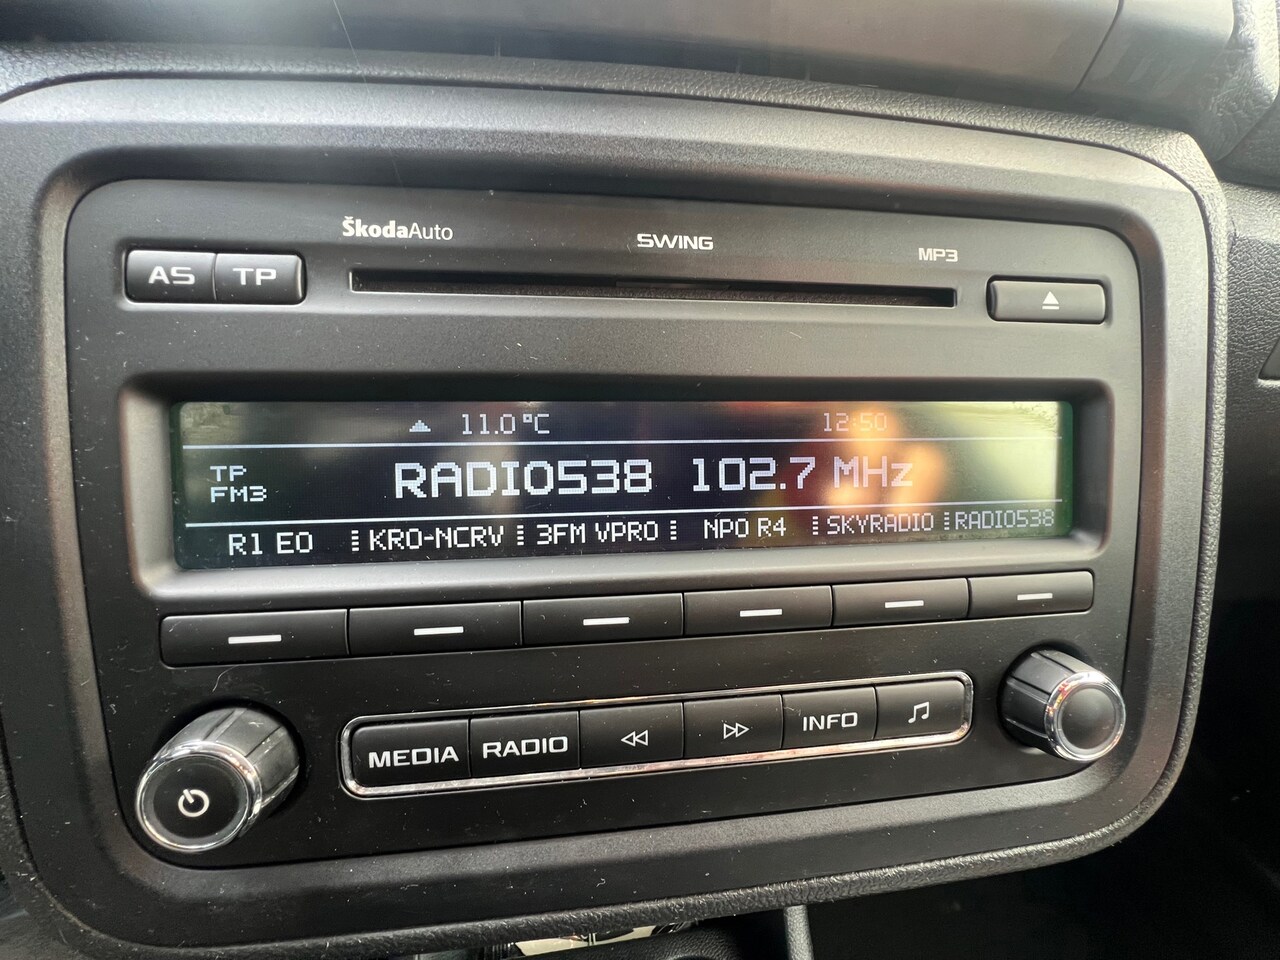 ŠkodaAuto SWING MP3
AS TP
11.0°C 12:50
TP
FM3
RADIO538 102.7 MHz
R1 EO KRO-NCRV 3FM VPRO NPO R4 SKYRADIO RADIO538
MEDIA RADIO INFO